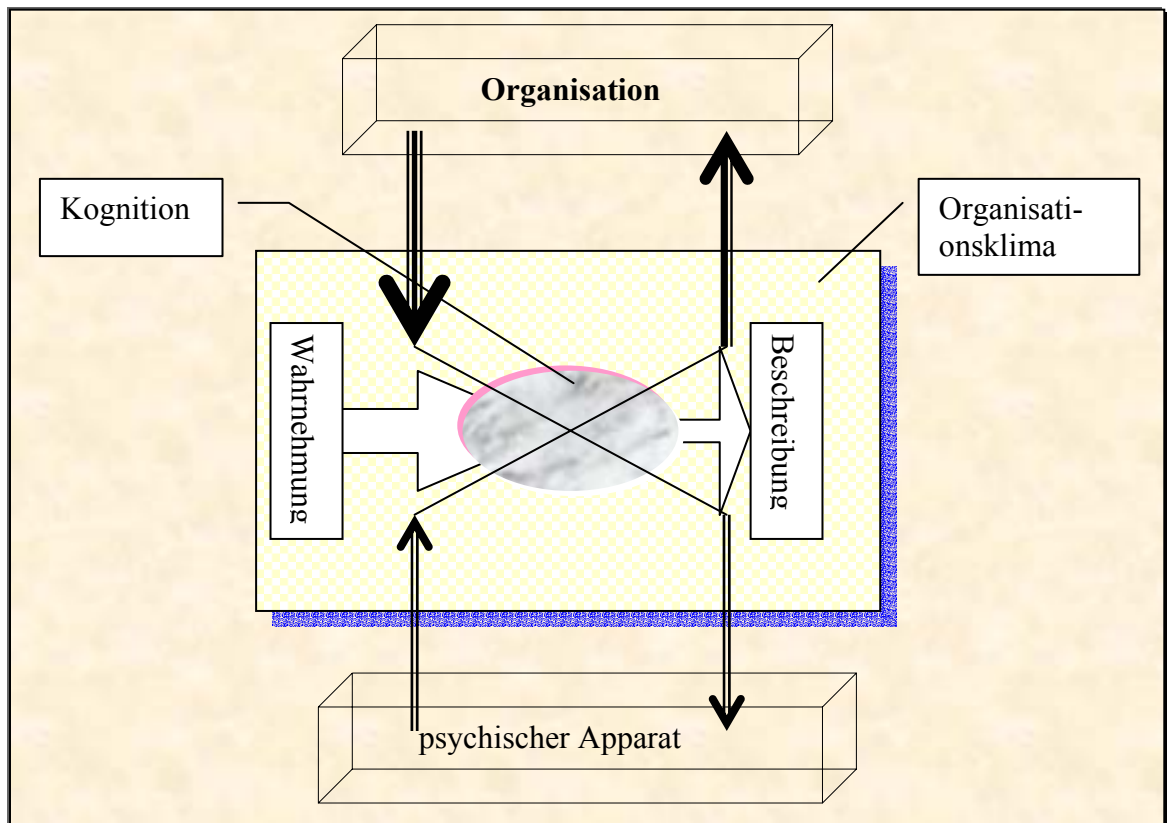 Organisation
Kognition
Organisati-
onsklima
Wahrnehmung
Beschreibung
psychischer Apparat